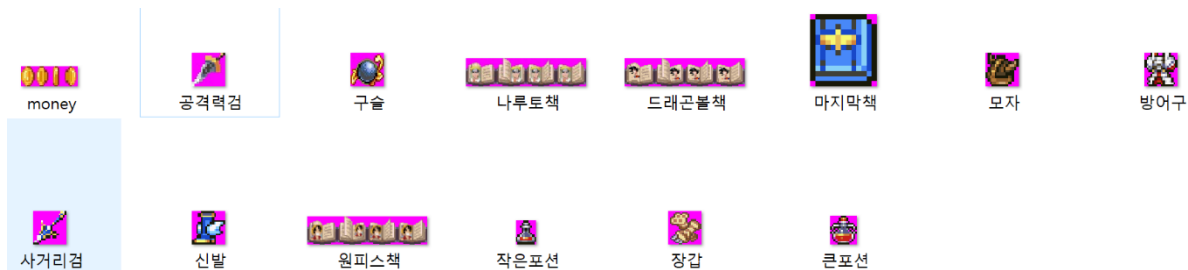 money
공격력검
구슬
나루토책
드래곤볼책
마지막책
모자
방어구
사거리검
신발
원피스책
작은포션
장갑
큰포션